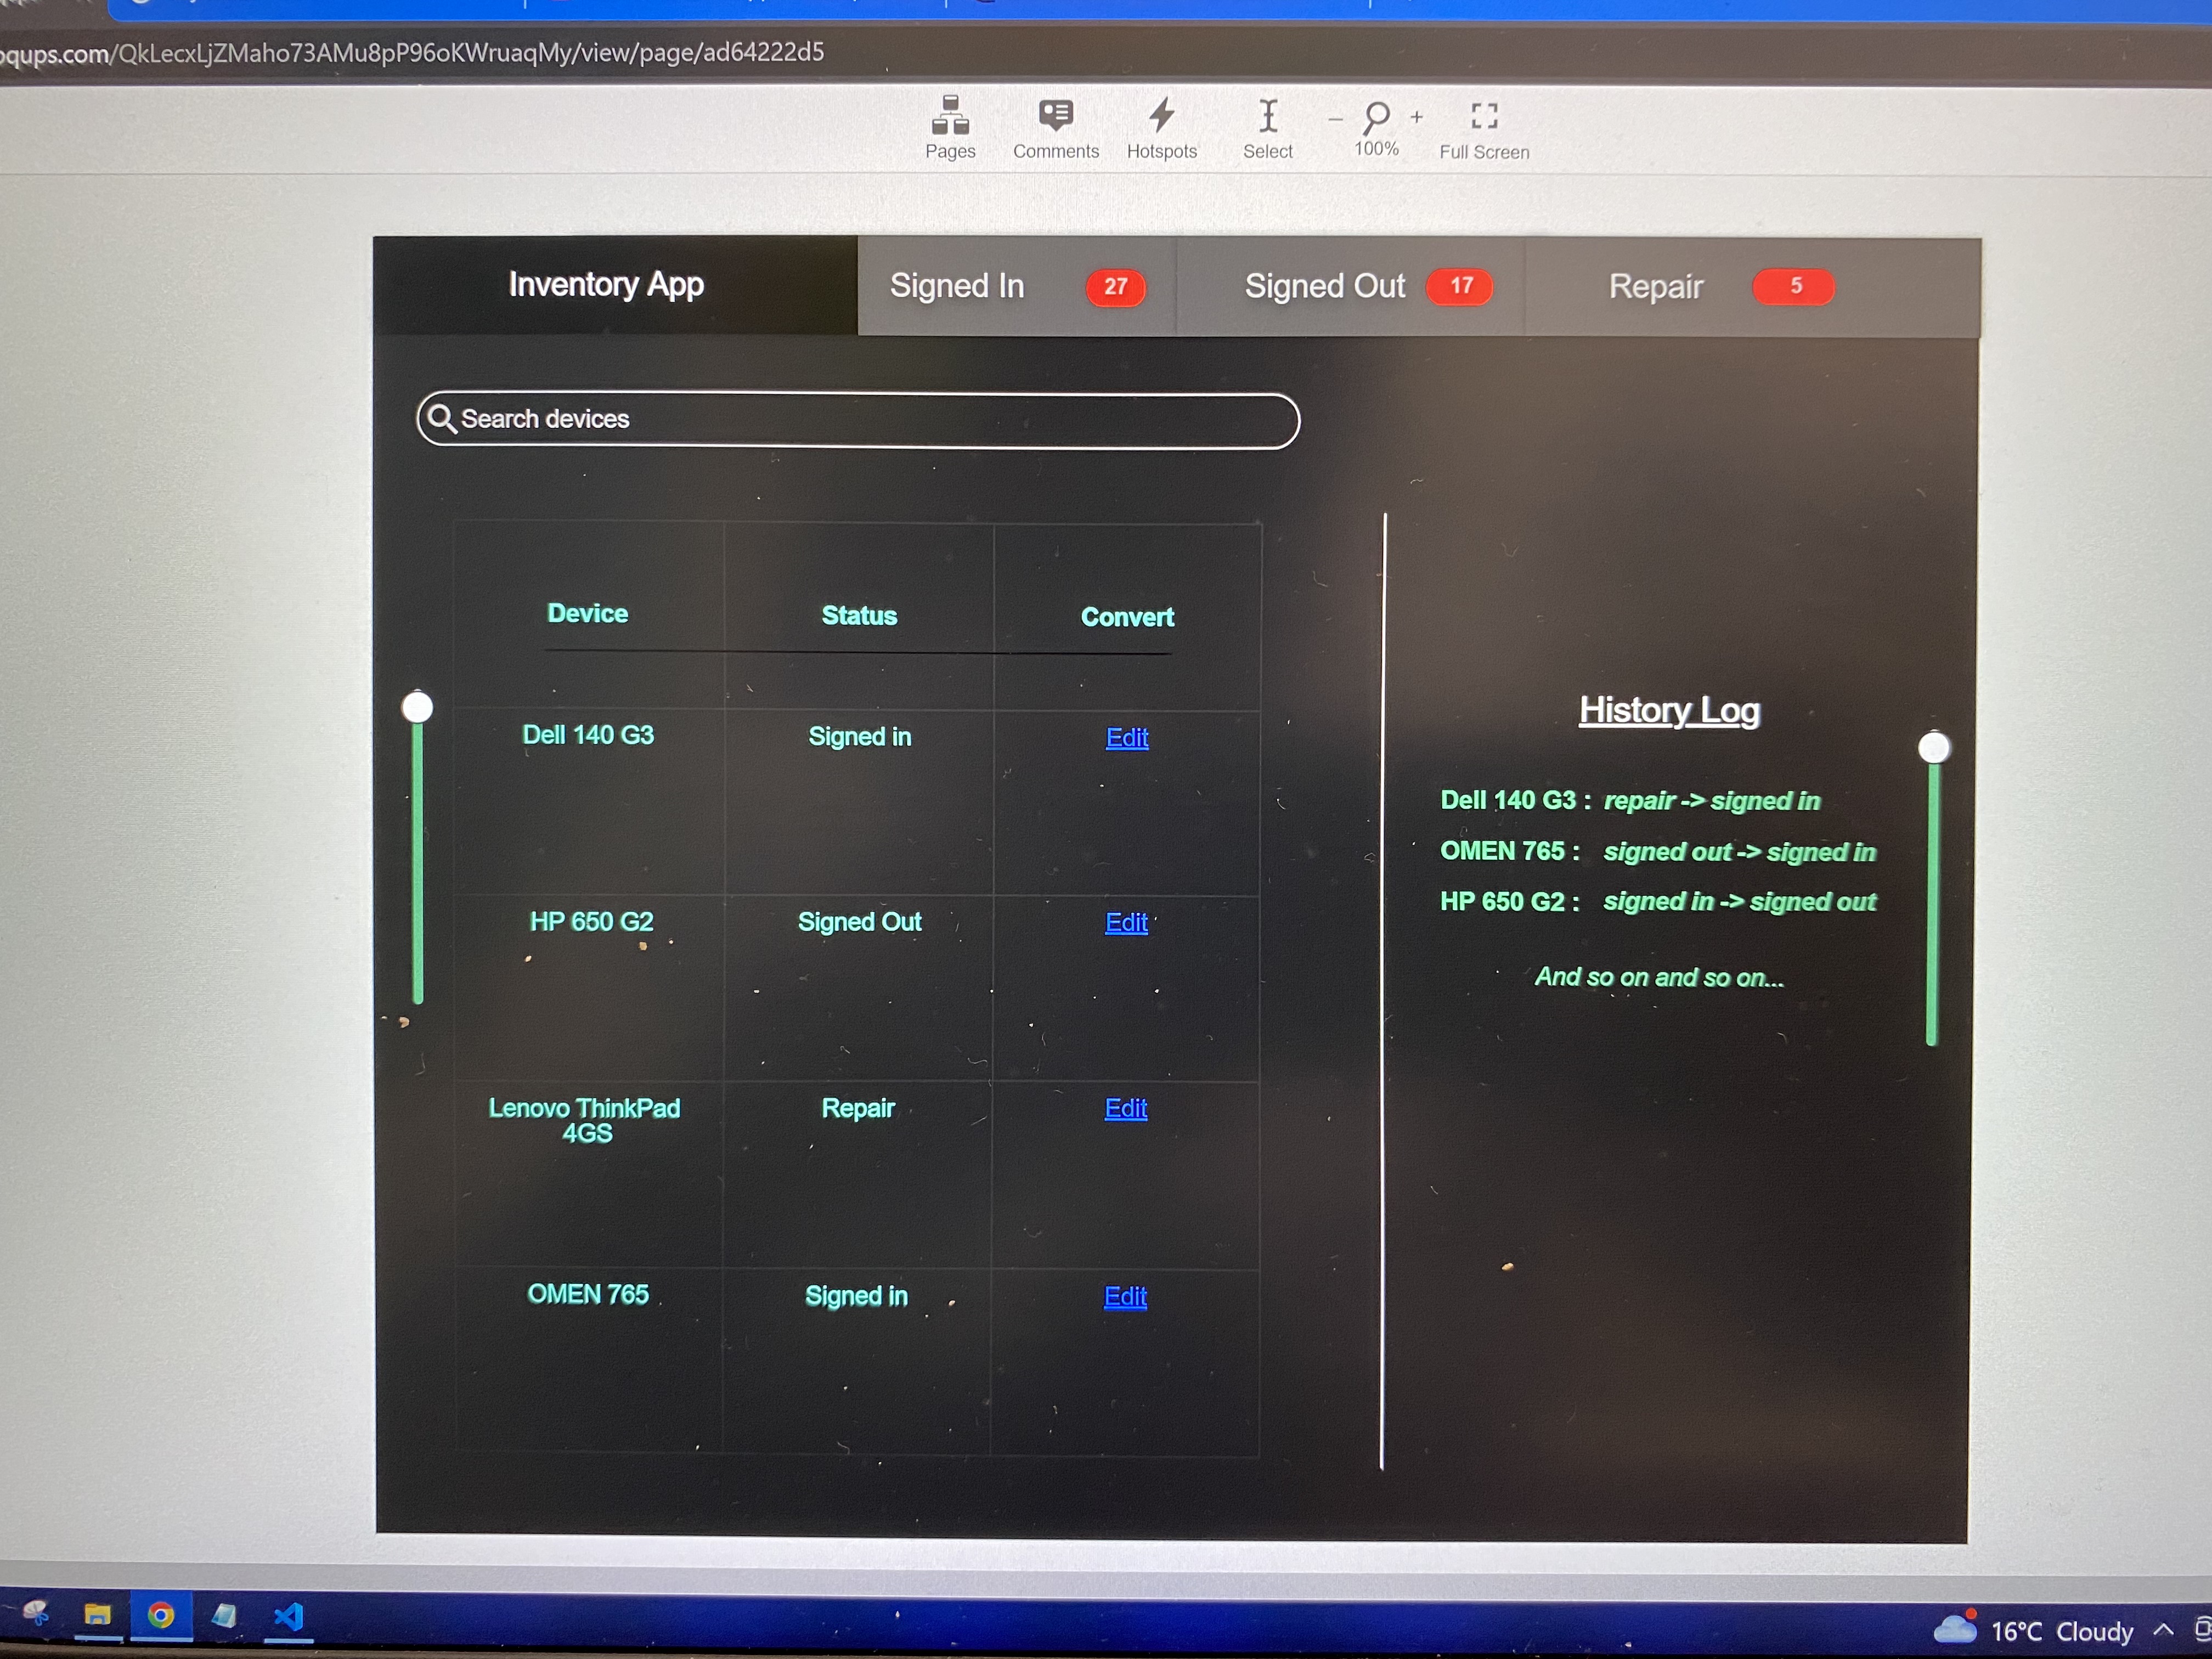 oqups.com/QkLecxLjZMaho73AMu8pP96oKWruaqMy/view/page/ad64222d5
Pages Comments Hotspots Select − 100% + Full Screen
Inventory App Signed In 27 Signed Out 17 Repair 5
Search devices
Device Status Convert
Dell 140 G3 Signed in Edit
HP 650 G2 Signed Out Edit
Lenovo ThinkPad
4GS Repair Edit
OMEN 765 Signed in Edit
History Log
Dell 140 G3 : repair -> signed in
OMEN 765 : signed out -> signed in
HP 650 G2 : signed in -> signed out
And so on and so on...
16°C Cloudy